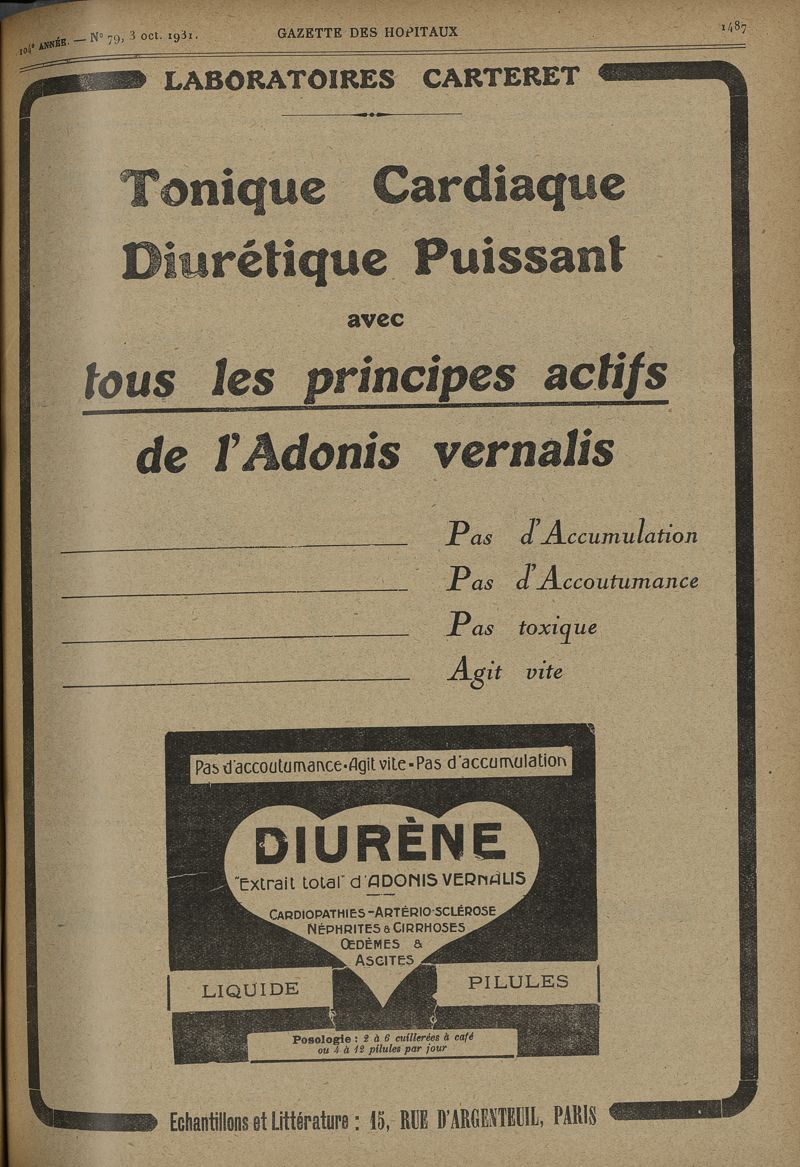 104e ANNÉE. — N° 79, 3 oct. 1931.
GAZETTE DES HOPITAUX
1487
LABORATOIRES CARTERET
Tonique Cardiaque
Diurétique Puissant
avec
tous les principes actifs
de l'Adonis vernalis
Pas d'Accumulation
Pas d'Accoutumance
Pas toxique
Agit vite
Pas d'accoutumance-Agit vite-Pas d'accumulation
DIURÈNE
"Extrait total" d'ADONIS VERNALIS
CARDIOPATHIES-ARTÉRIO-SCLÉROSE
NÉPHRITES & CIRRHOSES
ŒDÈMES &
ASCITES
LIQUIDE
PILULES
Posologie : 2 à 6 cuillerées à café
ou 4 à 12 pilules par jour
Echantillons et Littérature : 15, RUE D'ARGENTEUIL, PARIS